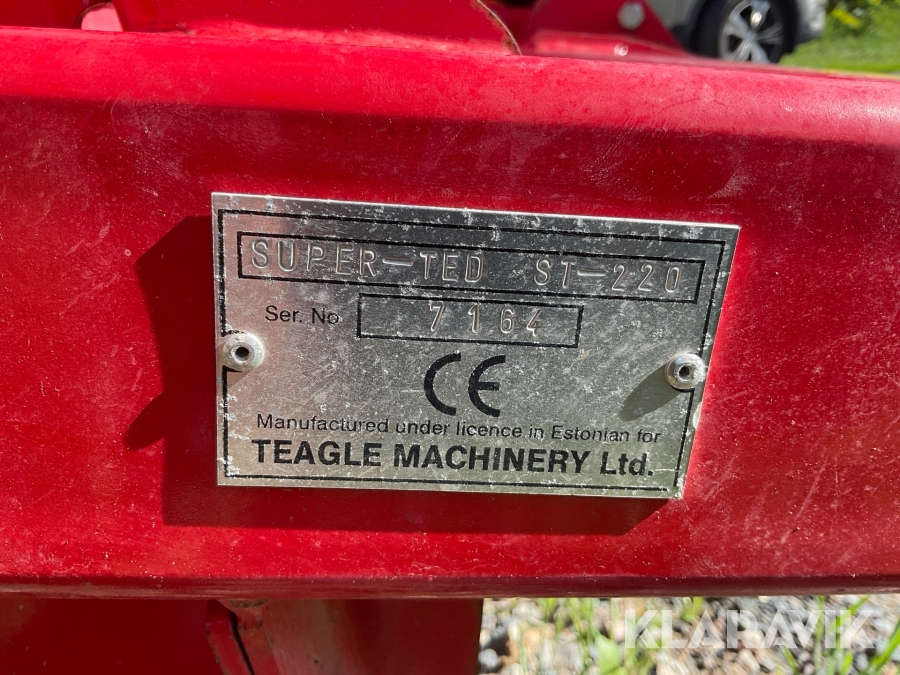 SUPER-TED ST-220
Ser. No 7164
CE
Manufactured under licence in Estonian for
TEAGLE MACHINERY Ltd.
KLARAVIK